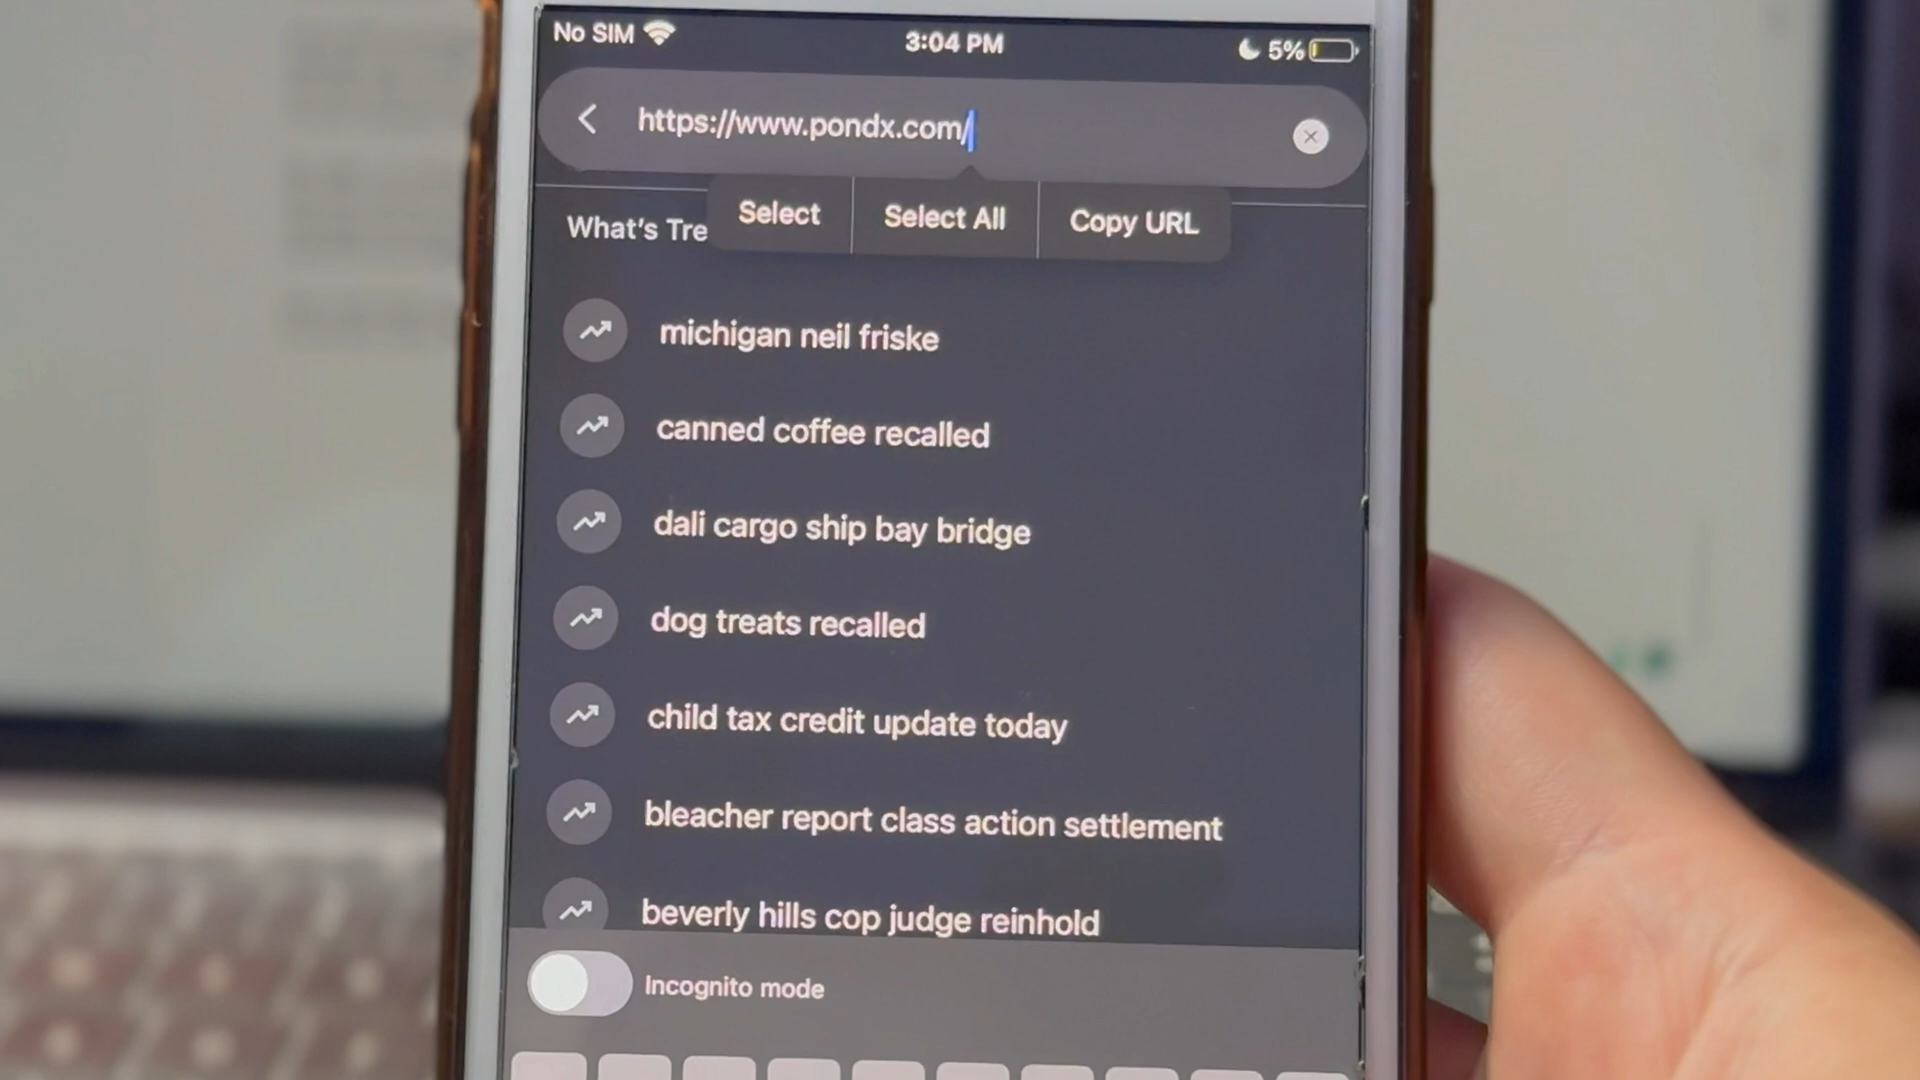 No SIM 3:04 PM 5%
https://www.pondx.com/
Select Select All Copy URL
What's Tre
michigan neil friske
canned coffee recalled
dali cargo ship bay bridge
dog treats recalled
child tax credit update today
bleacher report class action settlement
beverly hills cop judge reinhold
Incognito mode